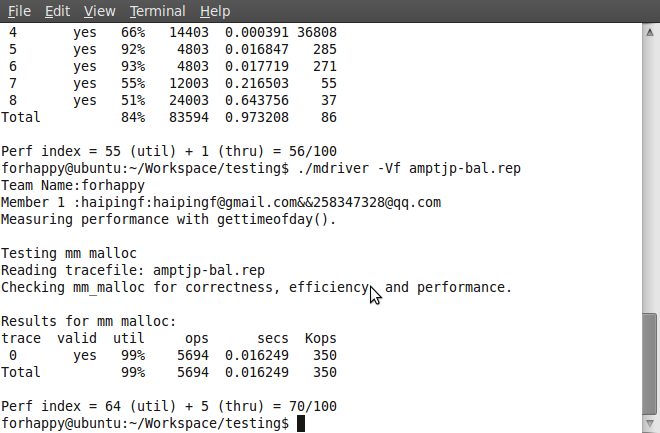 File Edit View Terminal Help
4 yes 66% 14403 0.000391 36808
5 yes 92% 4803 0.016847 285
6 yes 93% 4803 0.017719 271
7 yes 55% 12003 0.216503 55
8 yes 51% 24003 0.643756 37
Total 84% 83594 0.973208 86
Perf index = 55 (util) + 1 (thru) = 56/100
forhappy@ubuntu:~/Workspace/testing$ ./mdriver -Vf amptjp-bal.rep
Team Name:forhappy
Member 1 :haipingf:haipingf@gmail.com&&258347328@qq.com
Measuring performance with gettimeofday().
Testing mm malloc
Reading tracefile: amptjp-bal.rep
Checking mm_malloc for correctness, efficiency, and performance.
Results for mm malloc:
trace valid util ops secs Kops
0 yes 99% 5694 0.016249 350
Total 99% 5694 0.016249 350
Perf index = 64 (util) + 5 (thru) = 70/100
forhappy@ubuntu:~/Workspace/testing$